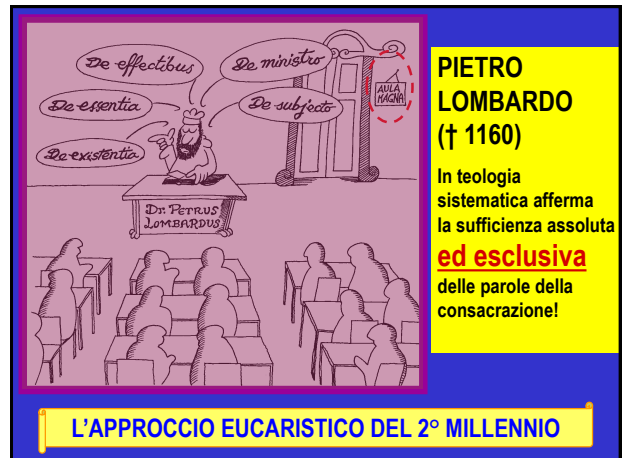 De effectibus
De ministro
De essentia
De subjecto
De existentia
AULA
MAGNA
Dr. PETRUS
LOMBARDUS
PIETRO
LOMBARDO
(† 1160)
In teologia
sistematica afferma
la sufficienza assoluta
ed esclusiva
delle parole della
consacrazione!
L'APPROCCIO EUCARISTICO DEL 2° MILLENNIO